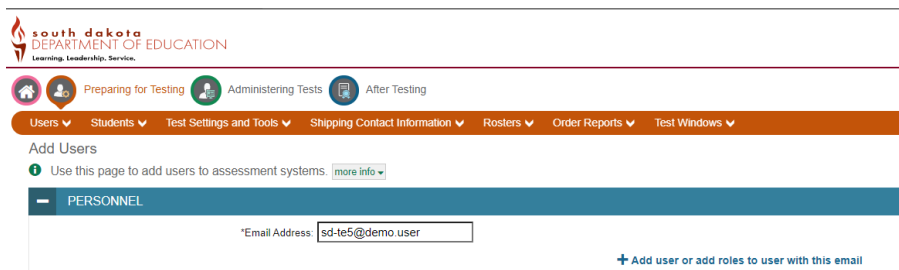 south dakota
DEPARTMENT OF EDUCATION
Learning. Leadership. Service.
Preparing for Testing Administering Tests After Testing
Users Students Test Settings and Tools Shipping Contact Information Rosters Order Reports Test Windows
Add Users
Use this page to add users to assessment systems. more info
PERSONNEL
*Email Address: sd-te5@demo.user
Add user or add roles to user with this email